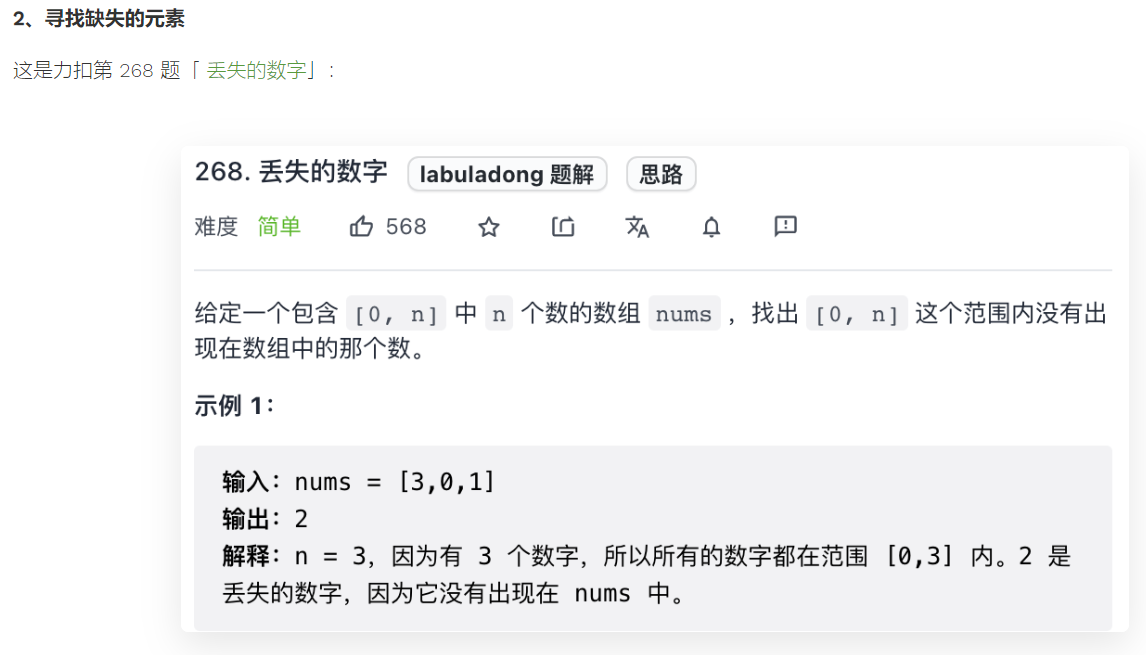 2、寻找缺失的元素
这是力扣第 268 题「 丢失的数字」:
268. 丢失的数字 labuladong 题解 思路
难度 简单 568
给定一个包含 [0, n] 中 n 个数的数组 nums ，找出 [0, n] 这个范围内没有出
现在数组中的那个数。
示例 1：
输入：nums = [3,0,1]
输出：2
解释：n = 3，因为有 3 个数字，所以所有的数字都在范围 [0,3] 内。2 是
丢失的数字，因为它没有出现在 nums 中。